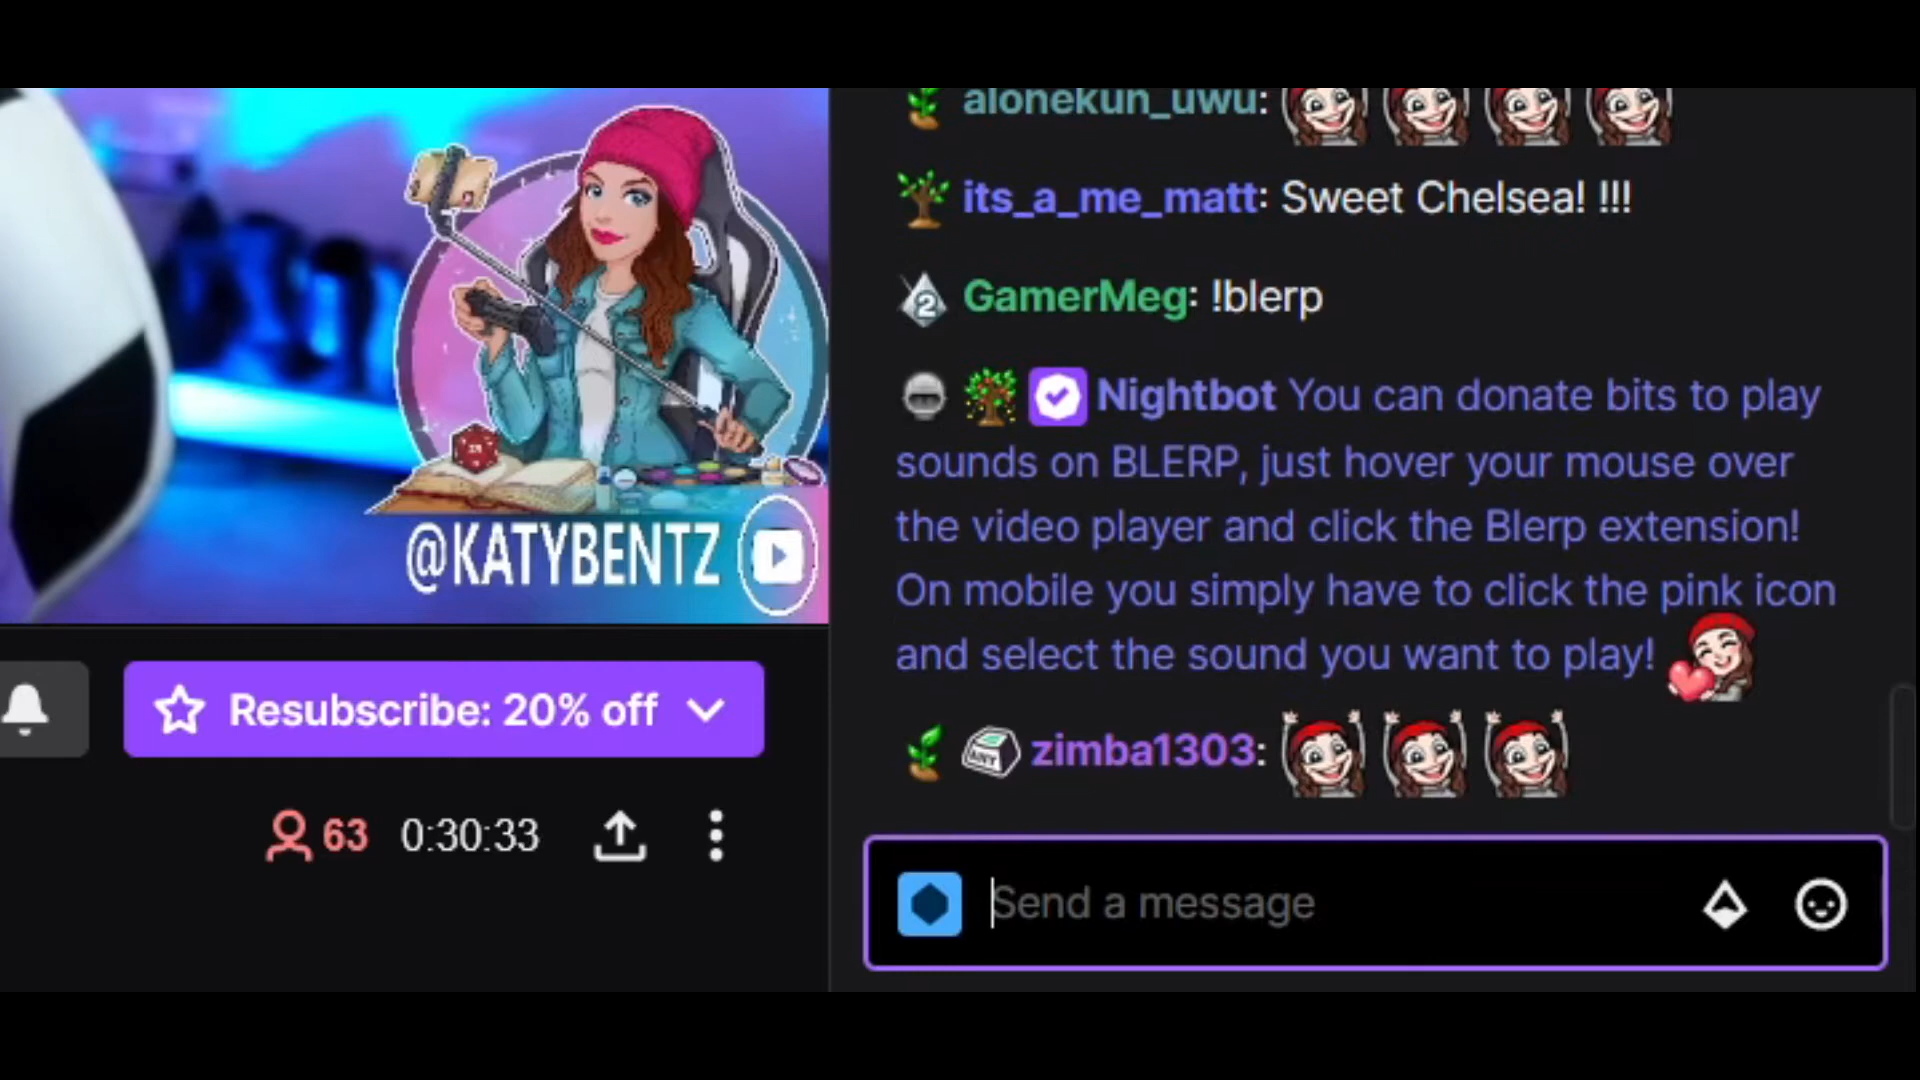 alonekun_uwu:
its_a_me_matt: Sweet Chelsea! !!!
GamerMeg: !blerp
Nightbot You can donate bits to play
sounds on BLERP, just hover your mouse over
the video player and click the Blerp extension!
On mobile you simply have to click the pink icon
and select the sound you want to play!
zimba1303:
Send a message
@KATYBENTZ
Resubscribe: 20% off
63 0:30:33